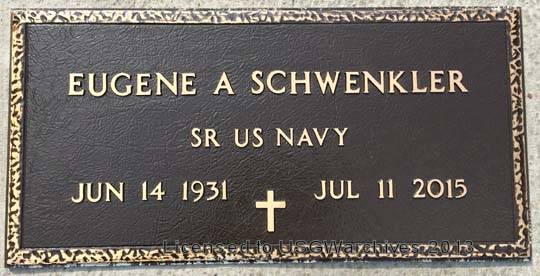 EUGENE A SCHWENKLER
SR US NAVY
JUN 14 1931 JUL 11 2015
Licensed to USGWarchives 2013